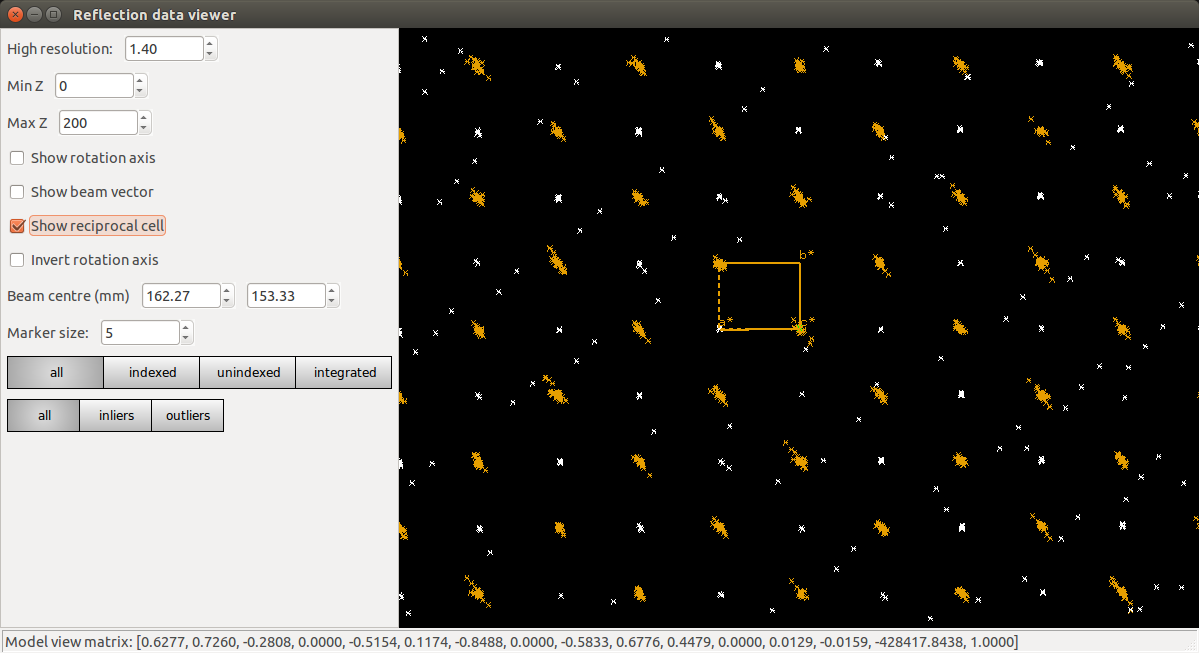 Reflection data viewer
High resolution: 1.40
Min Z 0
Max Z 200
Show rotation axis
Show beam vector
Show reciprocal cell
Invert rotation axis
Beam centre (mm) 162.27 153.33
Marker size: 5
all indexed unindexed integrated
all inliers outliers
b*
a* c*
Model view matrix: [0.6277, 0.7260, -0.2808, 0.0000, -0.5154, 0.1174, -0.8488, 0.0000, -0.5833, 0.6776, 0.4479, 0.0000, 0.0129, -0.0159, -428417.8438, 1.0000]